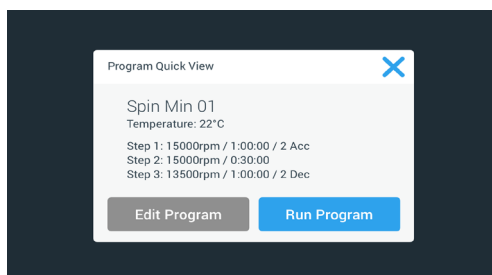 Program Quick View
Spin Min 01
Temperature: 22°C
Step 1: 15000rpm / 1:00:00 / 2 Acc
Step 2: 15000rpm / 0:30:00
Step 3: 13500rpm / 1:00:00 / 2 Dec
Edit Program
Run Program